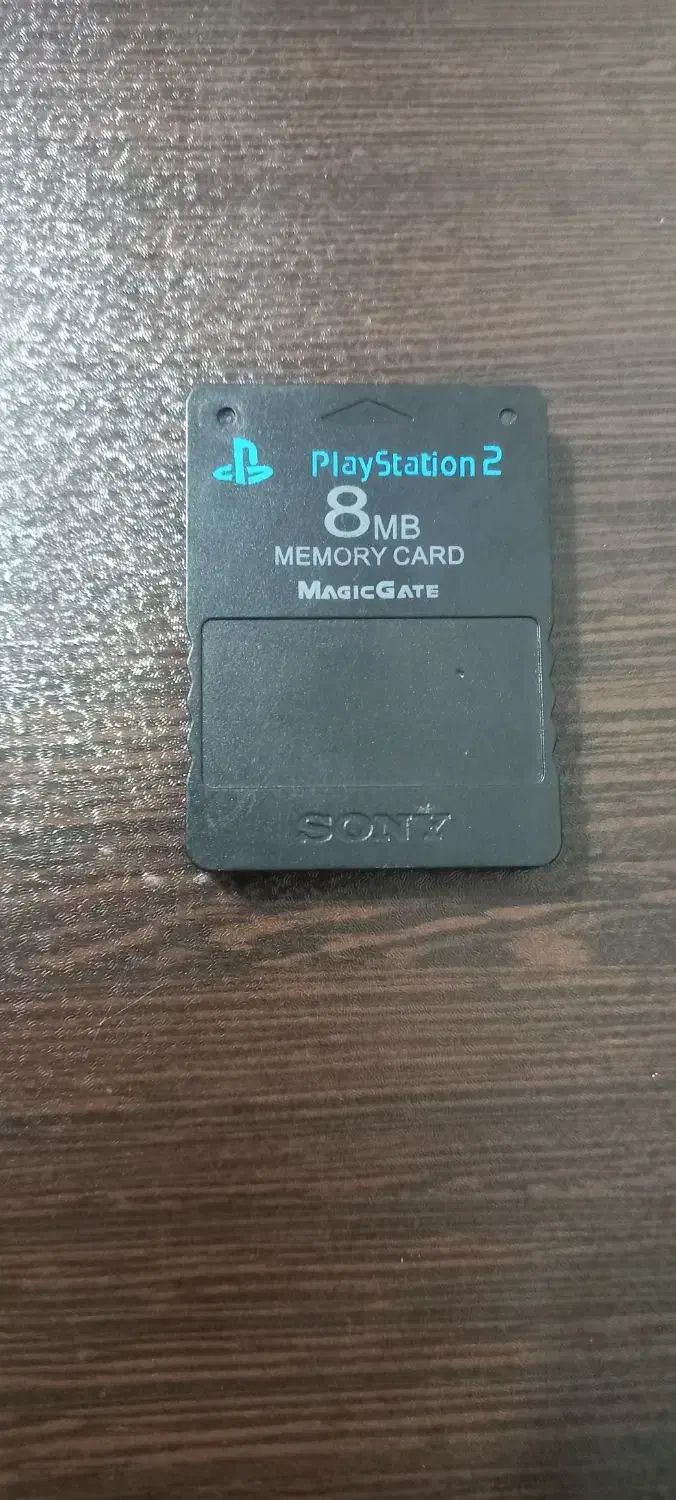 PlayStation 2
8MB
MEMORY CARD
MAGICGATE
SONY